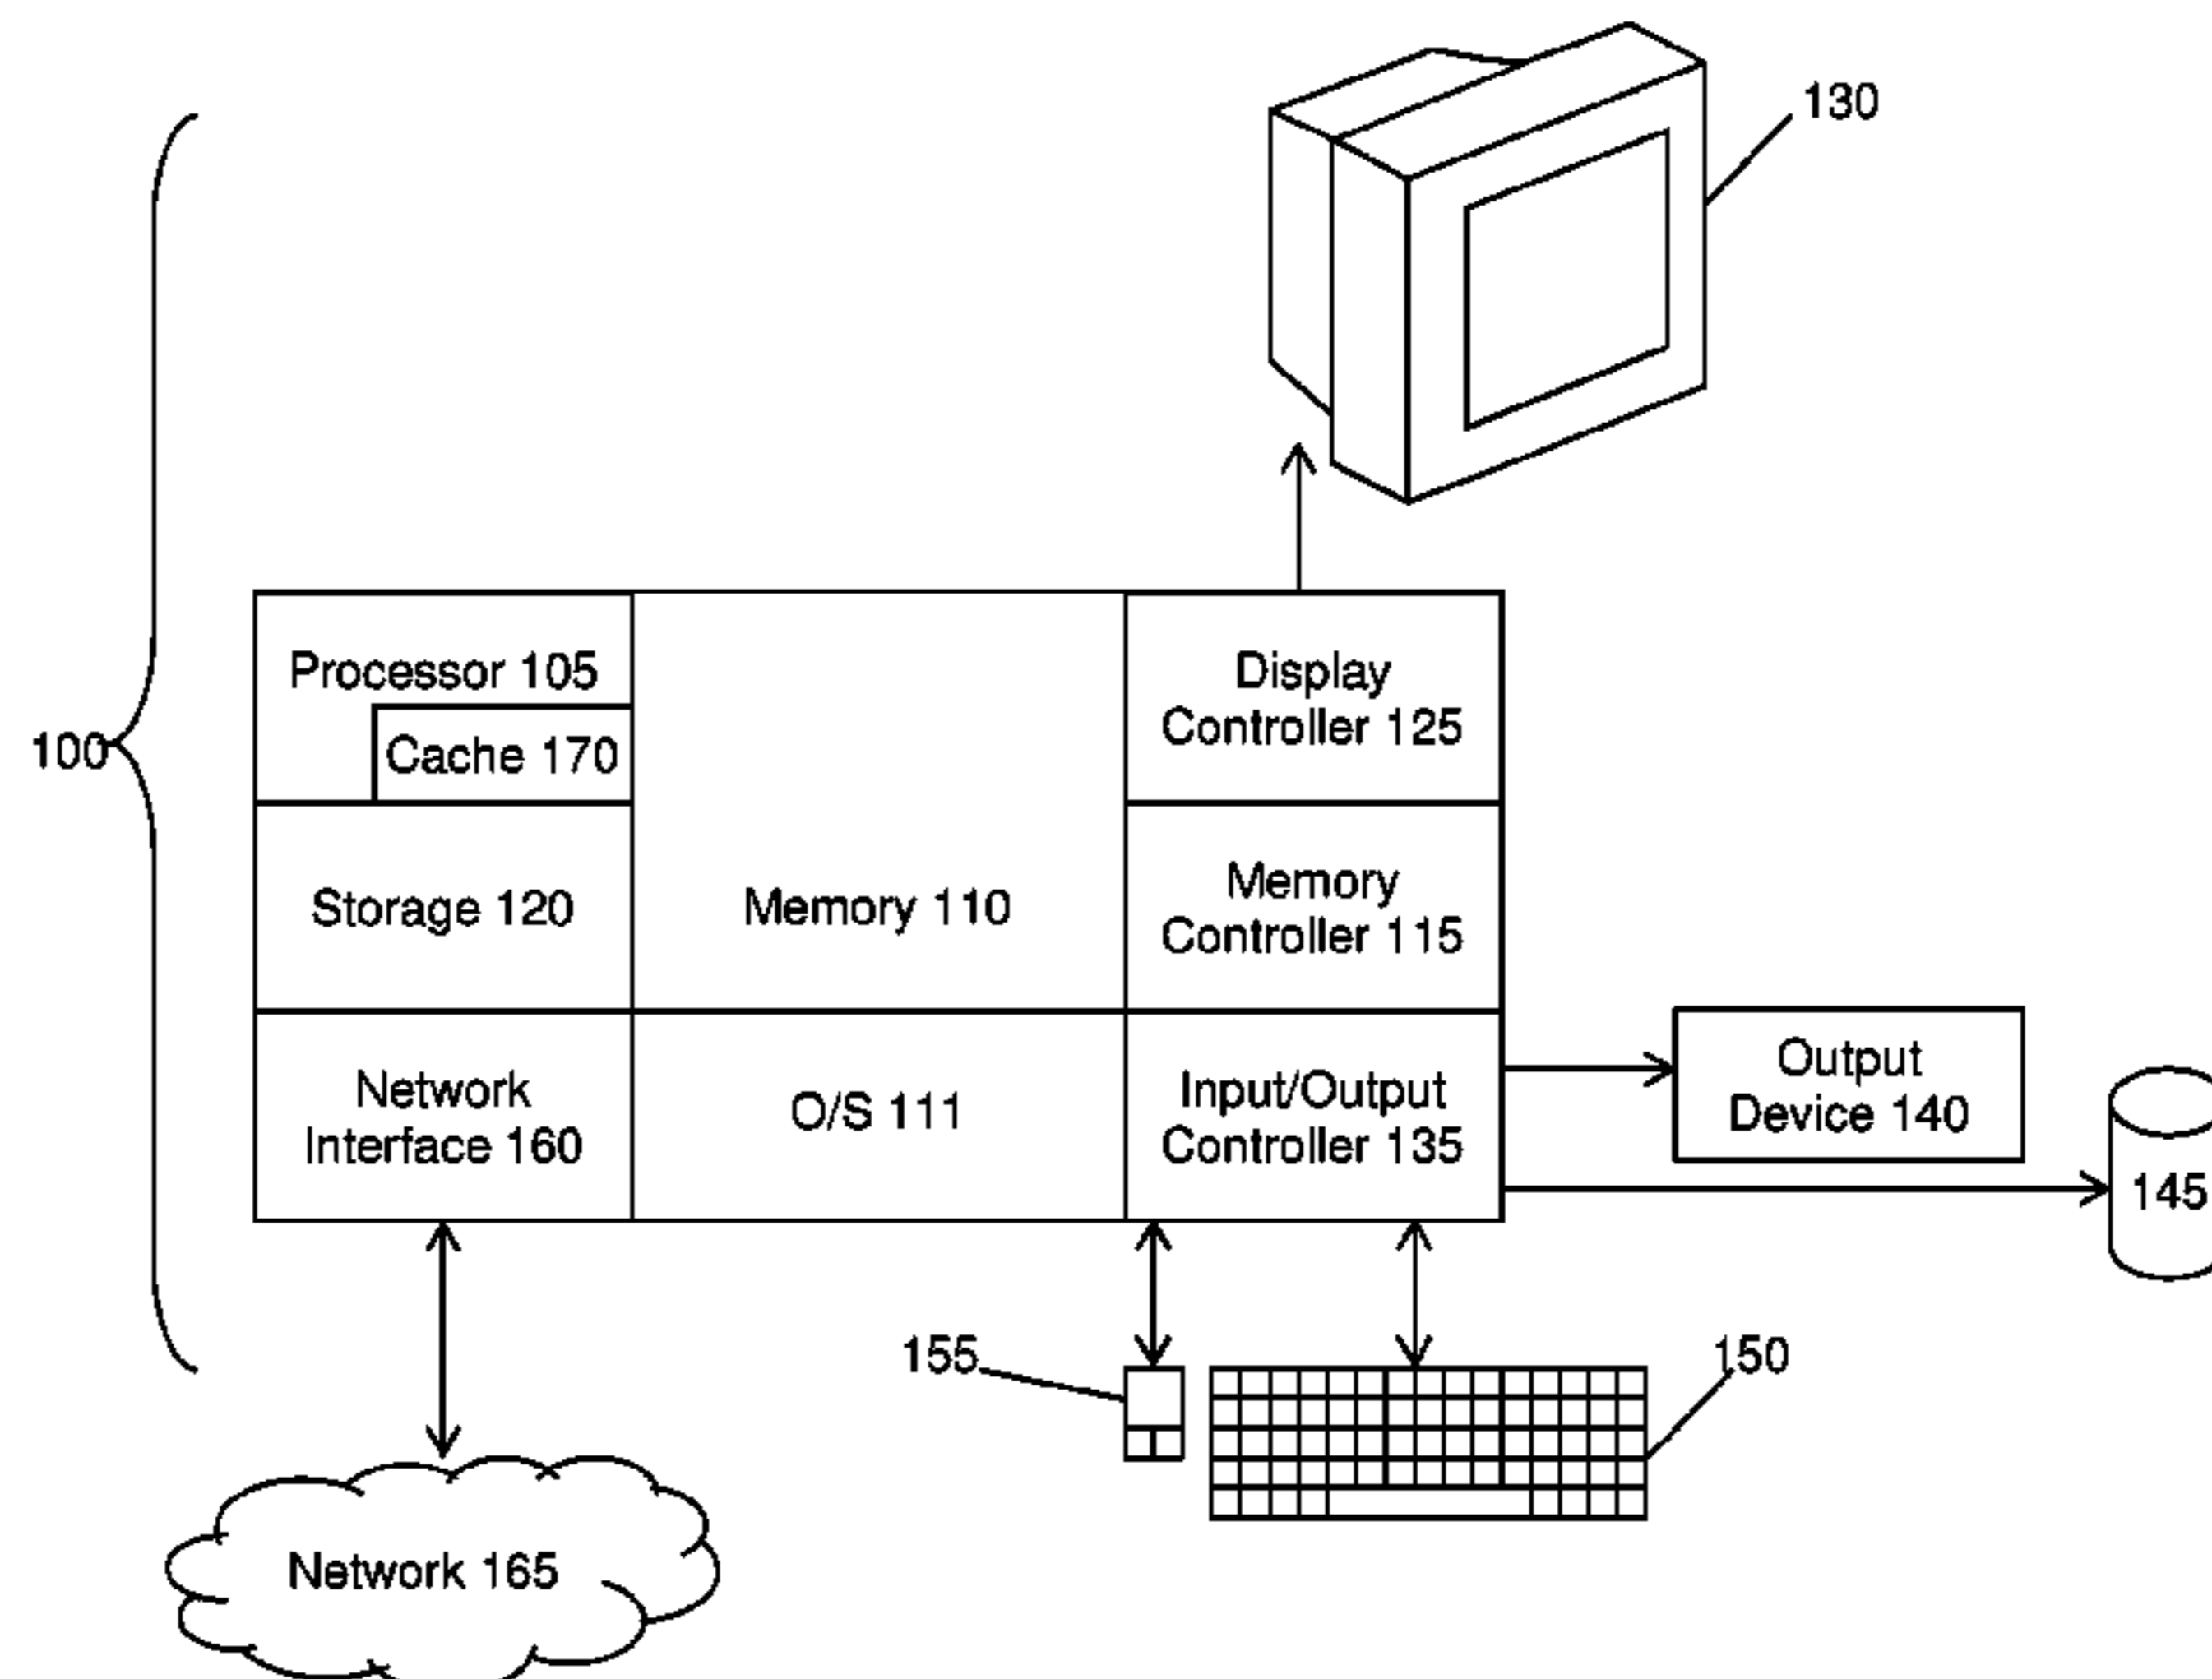 130
100
Processor 105
Cache 170
Display
Controller 125
Storage 120
Memory 110
Memory
Controller 115
Network
Interface 160
O/S 111
Input/Output
Controller 135
Output
Device 140
145
155
150
Network 165